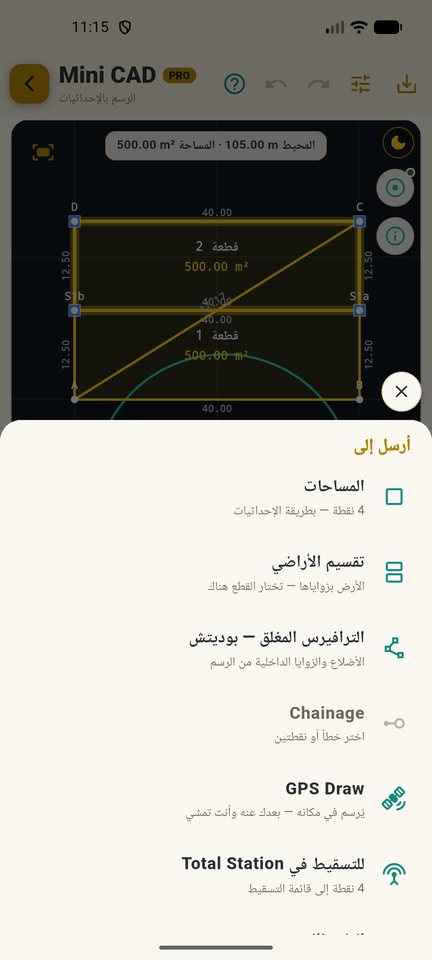 11:15
Mini CAD PRO
الرسم بالإحداثيات
المحيط 105.00 m · المساحة 500.00 m²
D
40.00
C
قطعة 2
500.00 m²
12.50
12.50
S1b
40.00
S1a
40.00
قطعة 1
500.00 m²
12.50
12.50
A
B
40.00
أرسل إلى
المساحات
4 نقطة — بطريقة الإحداثيات
تقسيم الأراضي
الأرض بزواياها — تختار القطع هناك
الترافيرس المغلق — بوديتش
الأضلاع والزوايا الداخلية من الرسم
Chainage
اختر خطاً أو نقطتين
GPS Draw
يُرسم في مكانه — بعدك عنه وأنت تمشي
للتسقيط في Total Station
4 نقطة إلى قائمة التسقيط